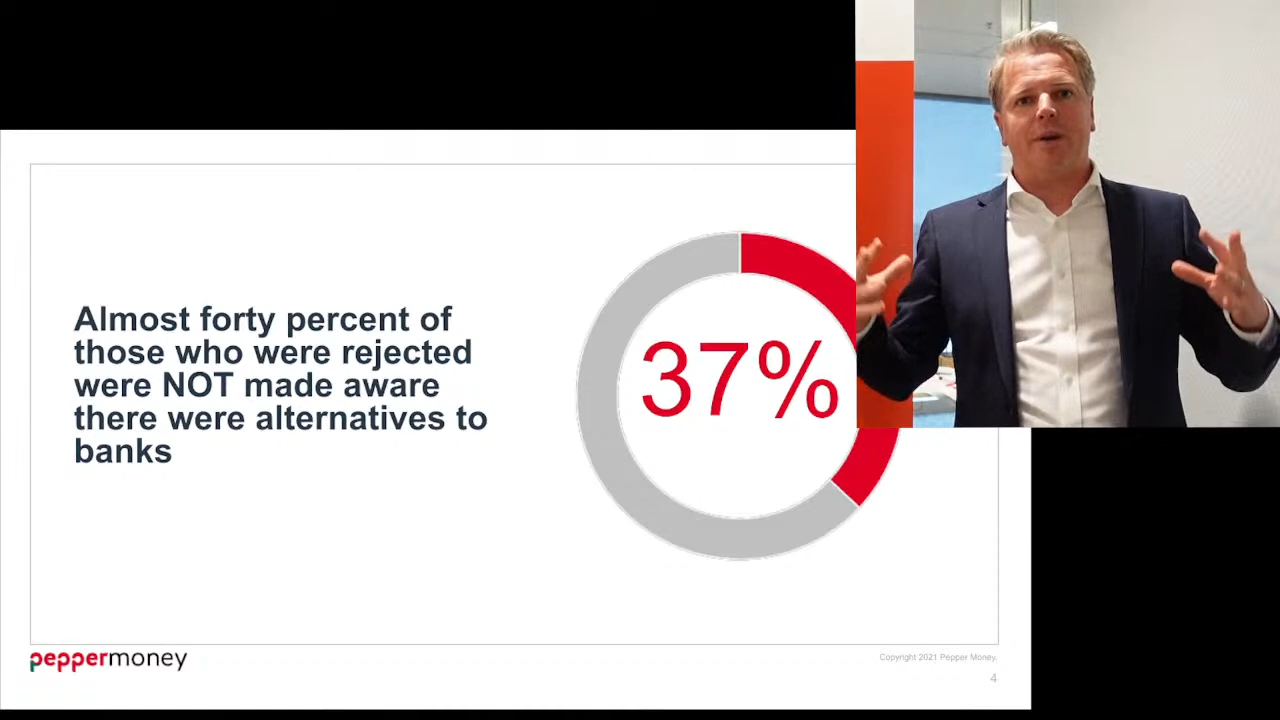 Almost forty percent of
those who were rejected
were NOT made aware
there were alternatives to
banks
37%
peppermoney
Copyright 2021 Pepper Money.
4